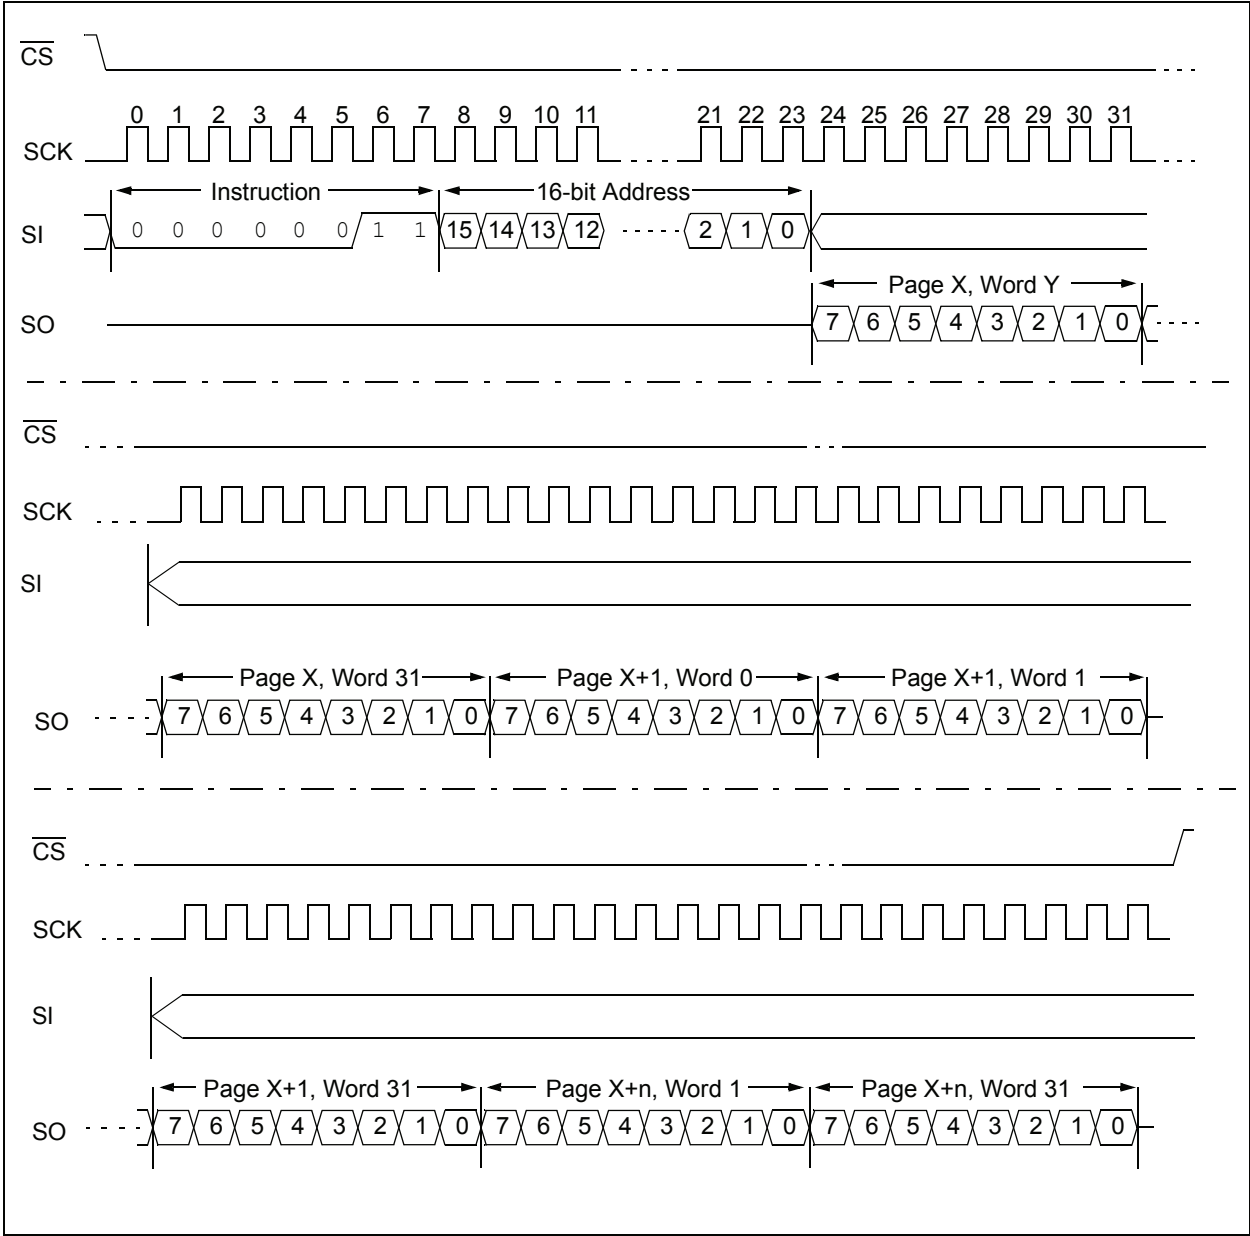 CS
0 1 2 3 4 5 6 7 8 9 10 11 21 22 23 24 25 26 27 28 29 30 31
SCK
Instruction 16-bit Address
SI 0 0 0 0 0 0 1 1 15 14 13 12 2 1 0
Page X, Word Y
SO 7 6 5 4 3 2 1 0
CS
SCK
SI
Page X, Word 31 Page X+1, Word 0 Page X+1, Word 1
SO 7 6 5 4 3 2 1 0 7 6 5 4 3 2 1 0 7 6 5 4 3 2 1 0
CS
SCK
SI
Page X+1, Word 31 Page X+n, Word 1 Page X+n, Word 31
SO 7 6 5 4 3 2 1 0 7 6 5 4 3 2 1 0 7 6 5 4 3 2 1 0